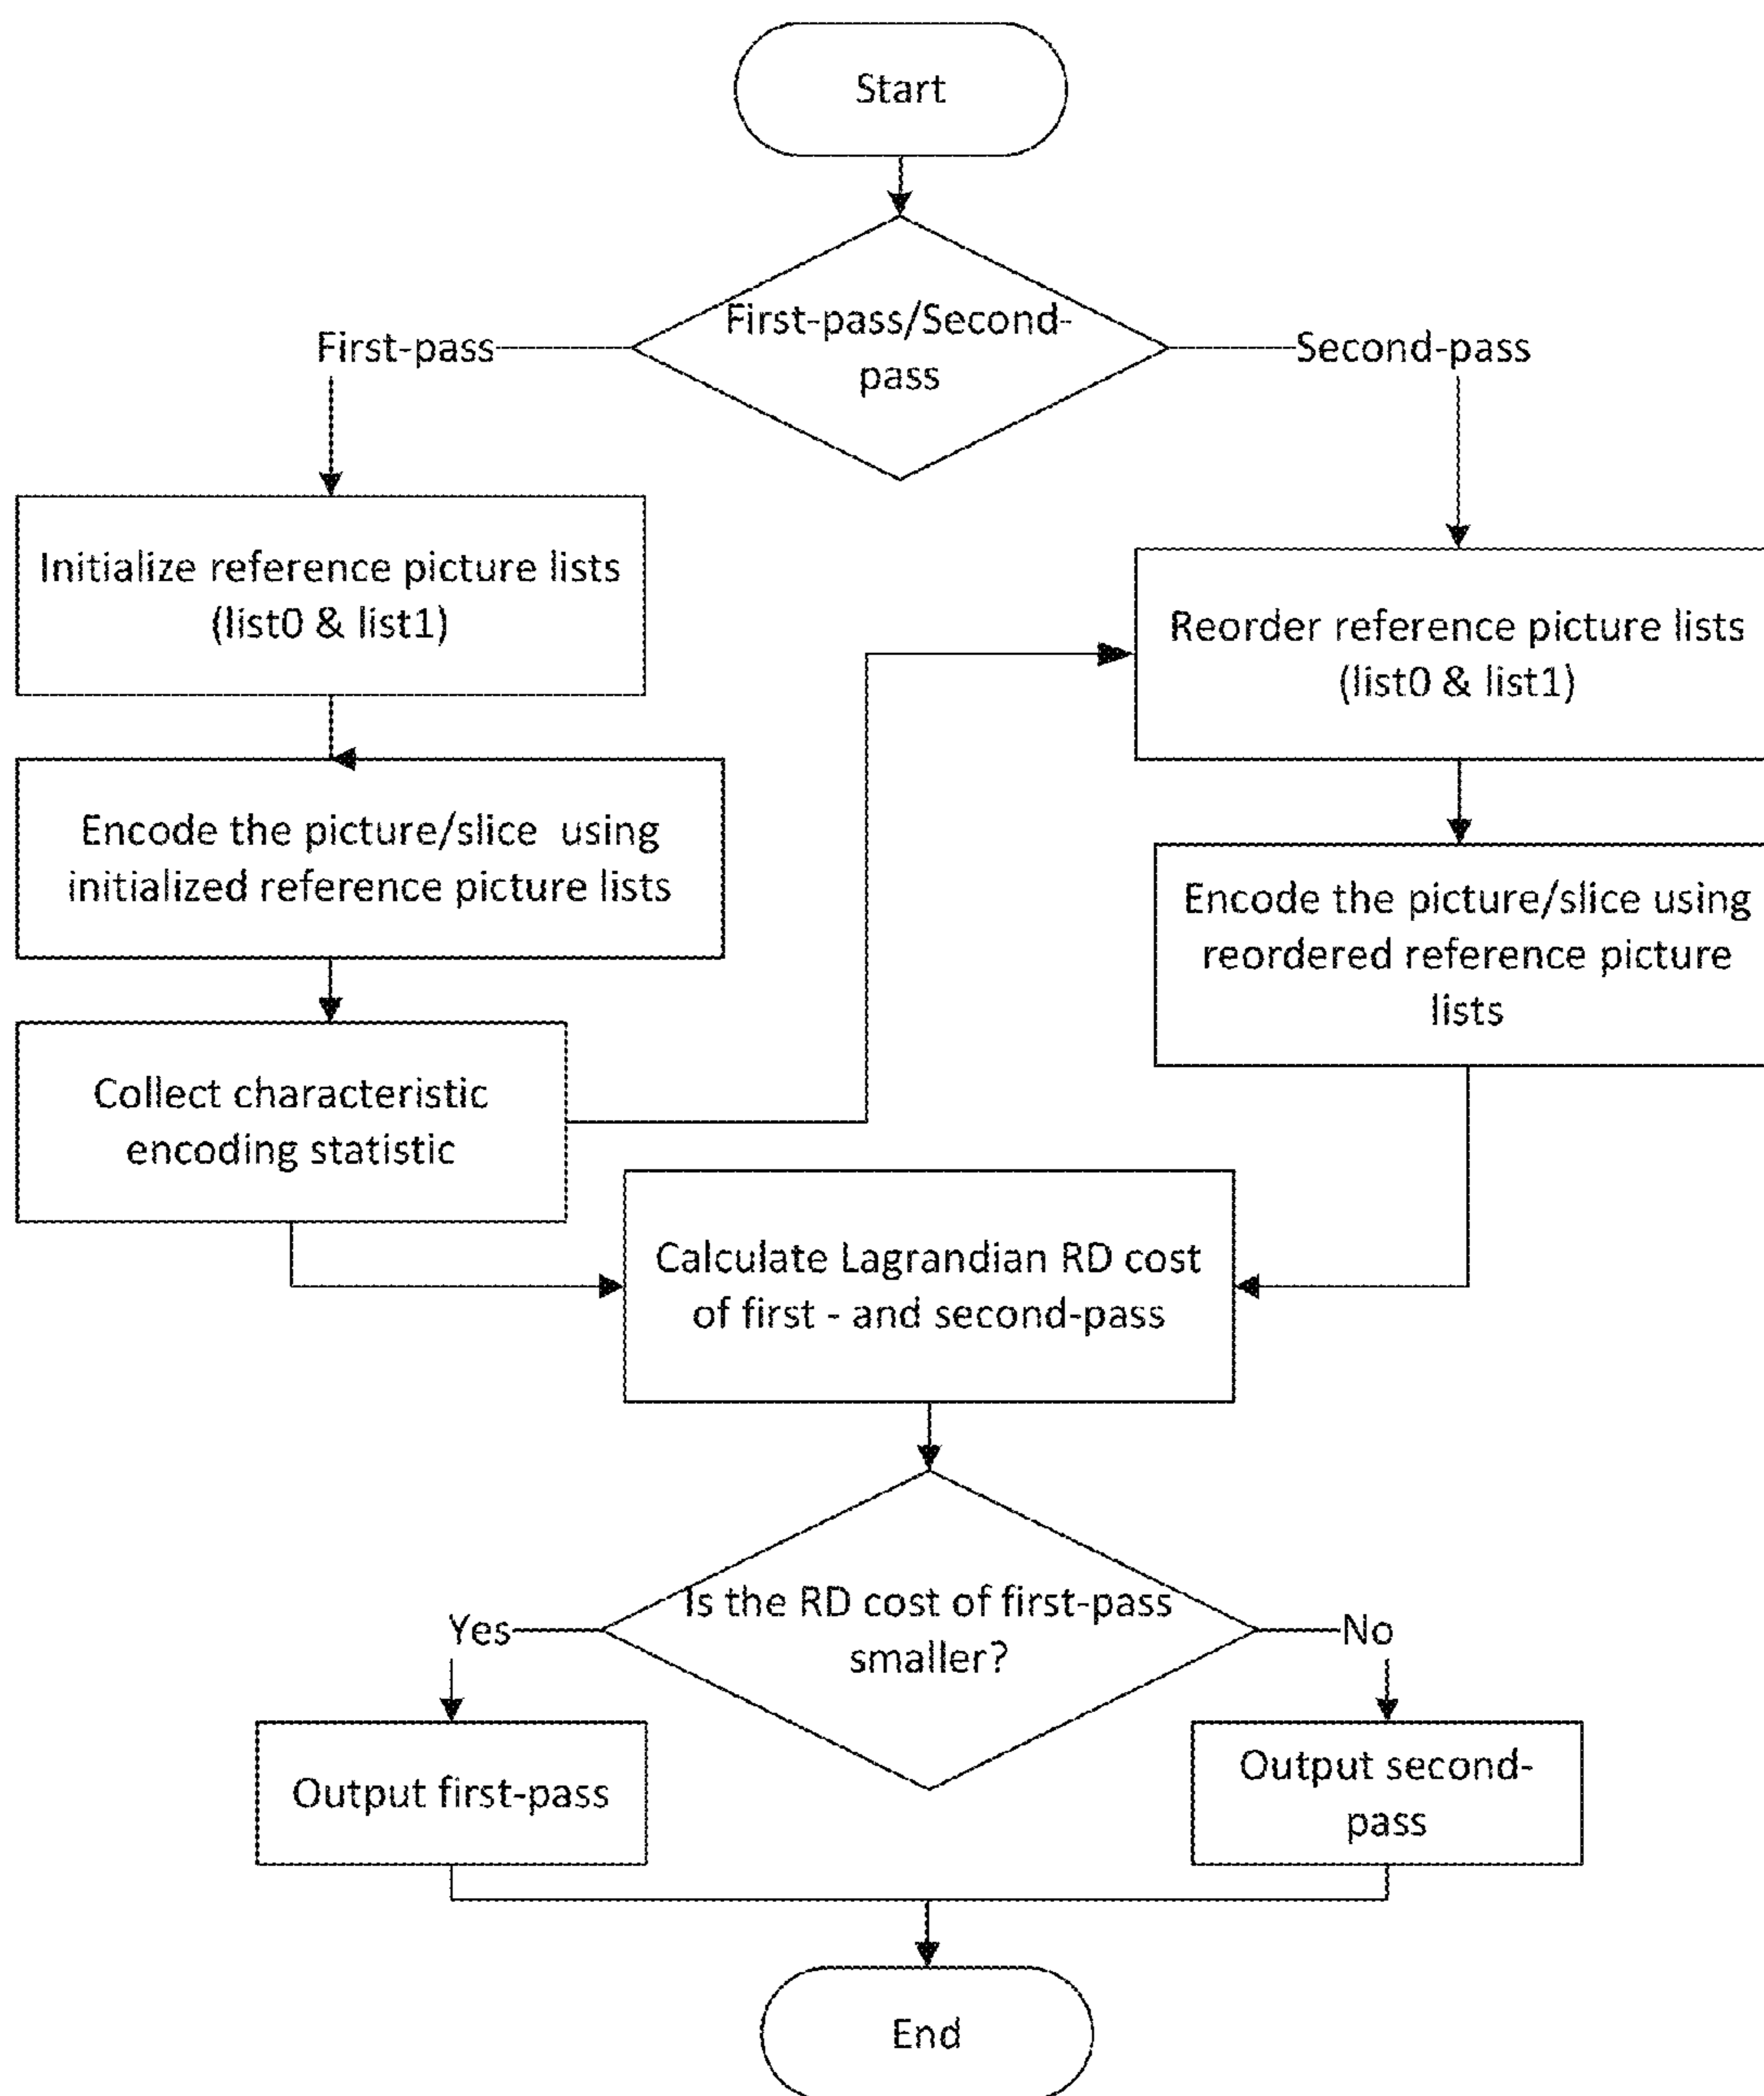 Start
First-pass/Second-
pass
First-pass
Second-pass
Initialize reference picture lists
(list0 & list1)
Reorder reference picture lists
(list0 & list1)
Encode the picture/slice using
initialized reference picture lists
Encode the picture/slice using
reordered reference picture
lists
Collect characteristic
encoding statistic
Calculate Lagrandian RD cost
of first - and second-pass
Is the RD cost of first-pass
smaller?
Yes
No
Output first-pass
Output second-
pass
End